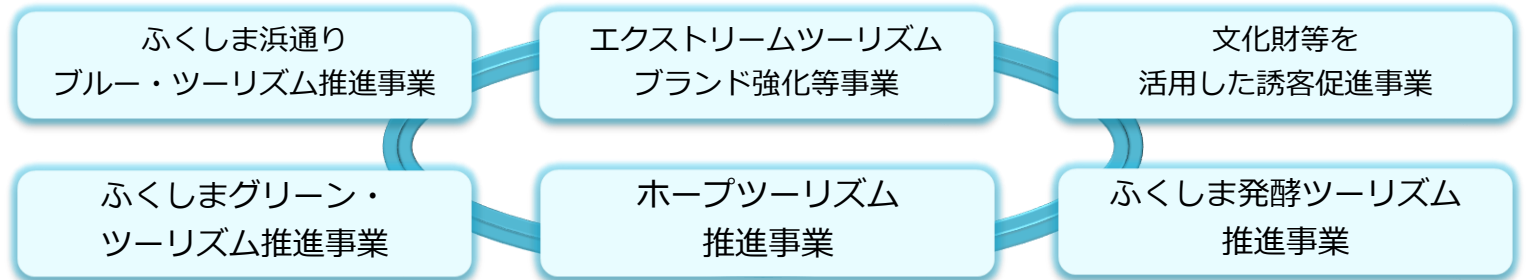 ふくしま浜通り
ブルー・ツーリズム推進事業
エクストリームツーリズム
ブランド強化等事業
文化財等を
活用した誘客促進事業
ふくしまグリーン・
ツーリズム推進事業
ホープツーリズム
推進事業
ふくしま発酵ツーリズム
推進事業